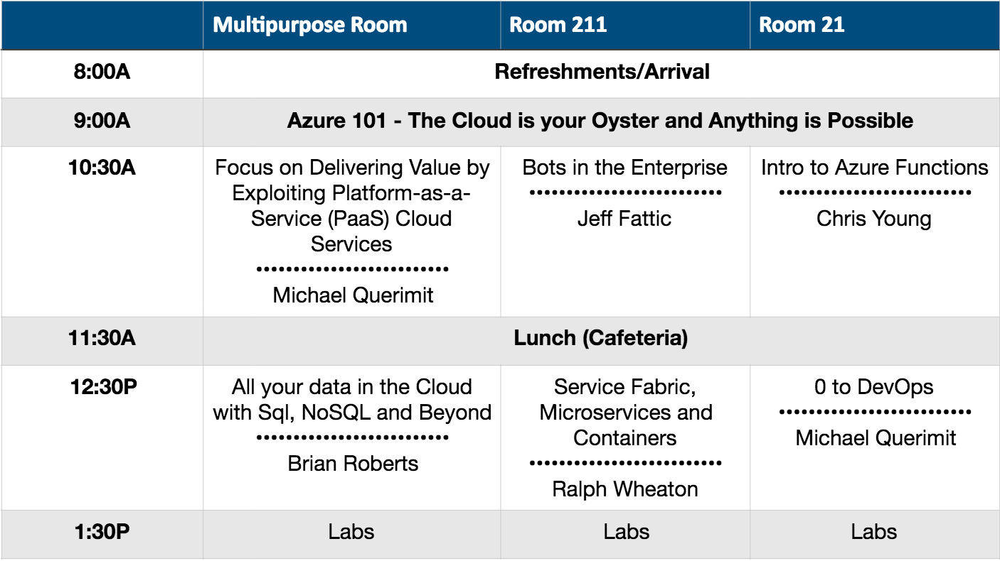 Multipurpose Room
Room 211
Room 21
8:00A
Refreshments/Arrival
9:00A
Azure 101 - The Cloud is your Oyster and Anything is Possible
10:30A
Focus on Delivering Value by
Exploiting Platform-as-a-
Service (PaaS) Cloud
Services
Michael Querimit
Bots in the Enterprise
Jeff Fattic
Intro to Azure Functions
Chris Young
11:30A
Lunch (Cafeteria)
12:30P
All your data in the Cloud
with Sql, NoSQL and Beyond
Brian Roberts
Service Fabric,
Microservices and
Containers
Ralph Wheaton
0 to DevOps
Michael Querimit
1:30P
Labs
Labs
Labs